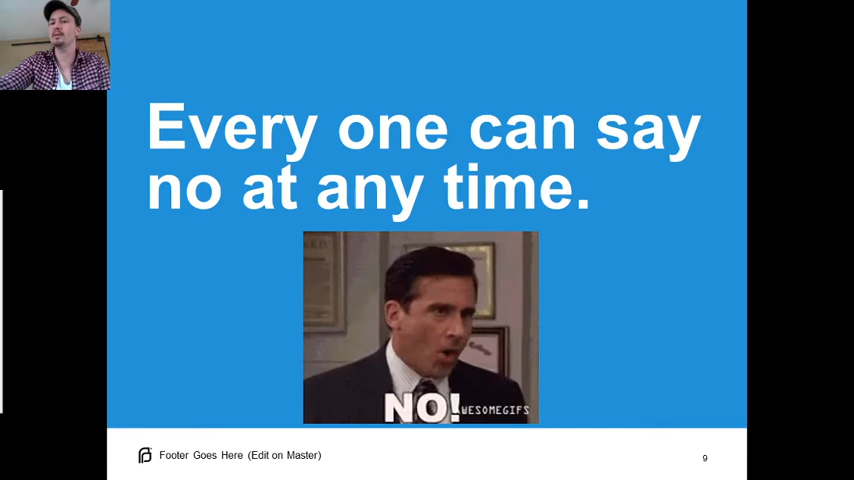 Every one can say
no at any time.
NO!
WESOMEGIFS
Footer Goes Here (Edit on Master)
9